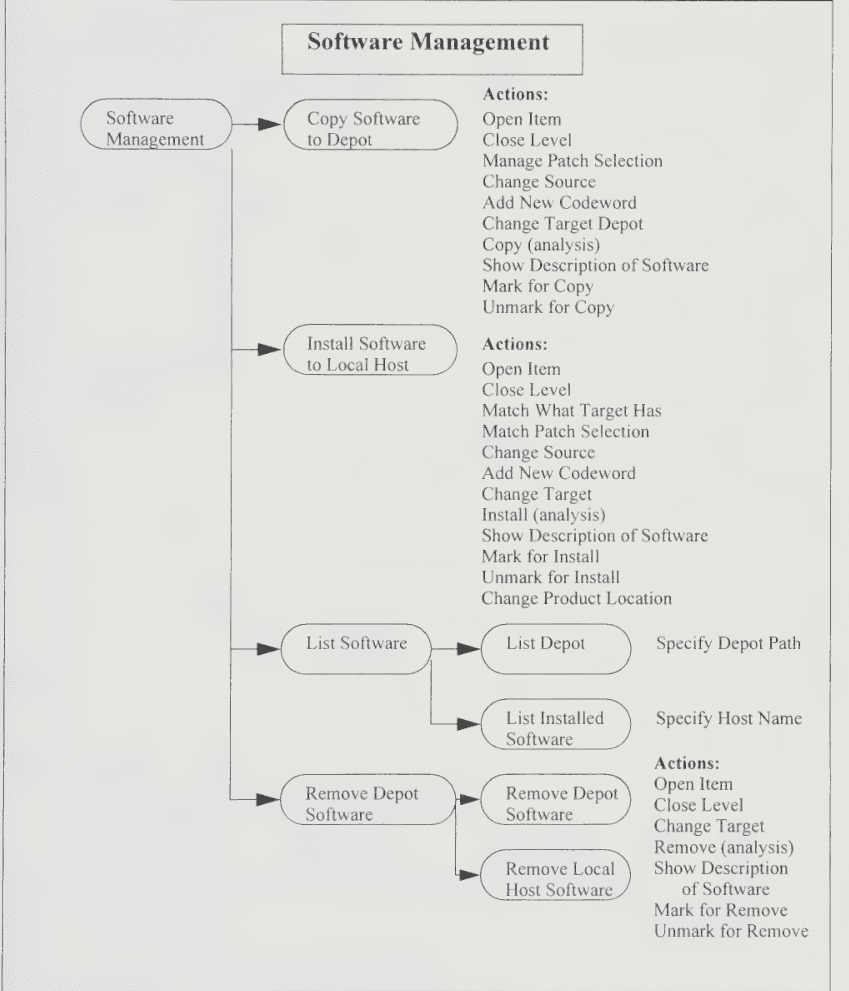 Software Management
Software
Management
Copy Software
to Depot
Actions:
Open Item
Close Level
Manage Patch Selection
Change Source
Add New Codeword
Change Target Depot
Copy (analysis)
Show Description of Software
Mark for Copy
Unmark for Copy
Install Software
to Local Host
Actions:
Open Item
Close Level
Match What Target Has
Match Patch Selection
Change Source
Add New Codeword
Change Target
Install (analysis)
Show Description of Software
Mark for Install
Unmark for Install
Change Product Location
List Software
List Depot
Specify Depot Path
List Installed
Software
Specify Host Name
Remove Depot
Software
Remove Depot
Software
Remove Local
Host Software
Actions:
Open Item
Close Level
Change Target
Remove (analysis)
Show Description
of Software
Mark for Remove
Unmark for Remove